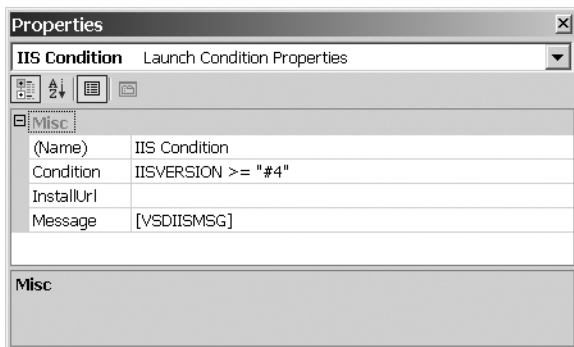 Properties
IIS Condition Launch Condition Properties
Misc
(Name) IIS Condition
Condition IISVERSION >= "#4"
InstallUrl
Message [VSDIISMSG]
Misc